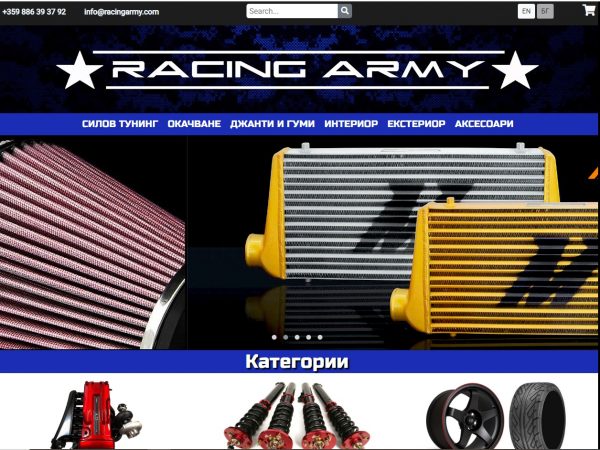 +359 886 39 37 92 info@racingarmy.com Search... EN БГ
RACING ARMY
СИЛОВ ТУНИНГ ОКАЧВАНЕ ДЖАНТИ И ГУМИ ИНТЕРИОР ЕКСТЕРИОР АКСЕСОАРИ
Категории